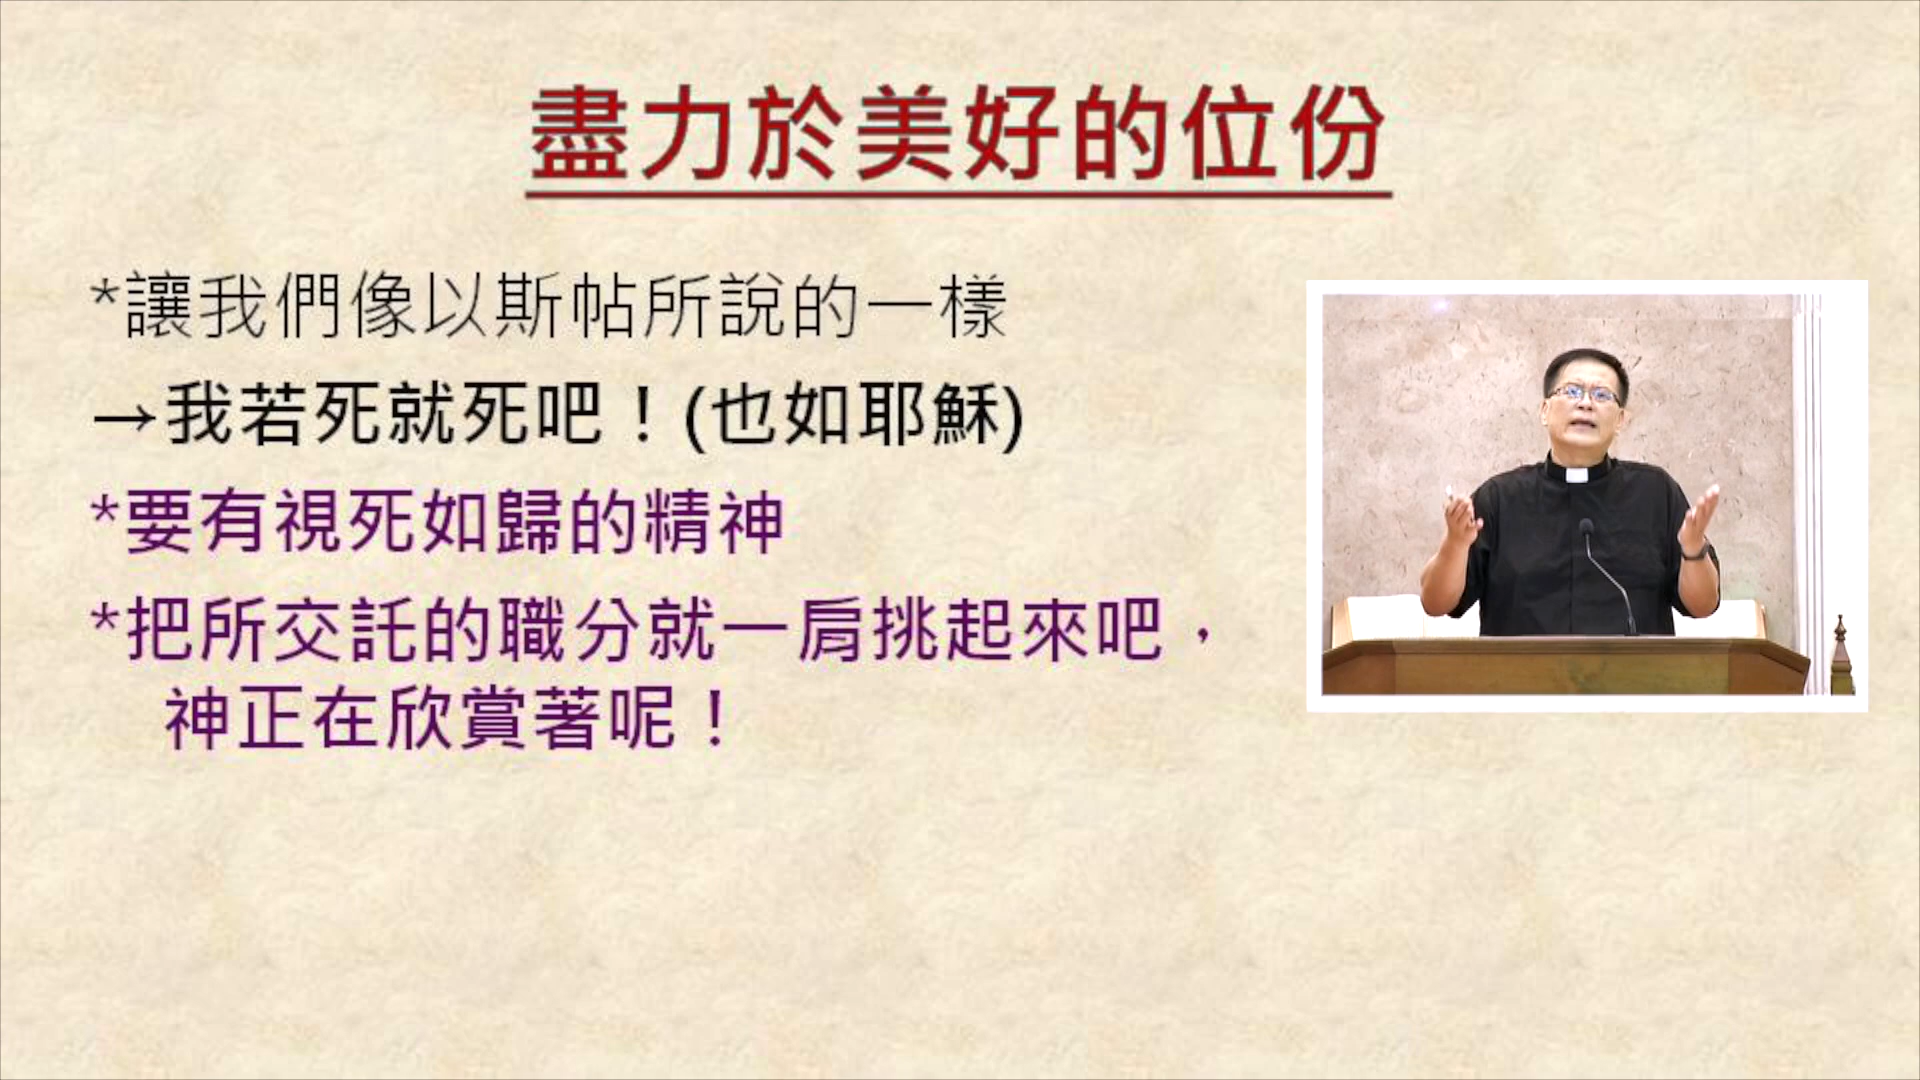 盡力於美好的位份
*讓我們像以斯帖所說的一樣
→我若死就死吧！(也如耶穌)
*要有視死如歸的精神
*把所交託的職分就一肩挑起來吧，
神正在欣賞著呢！